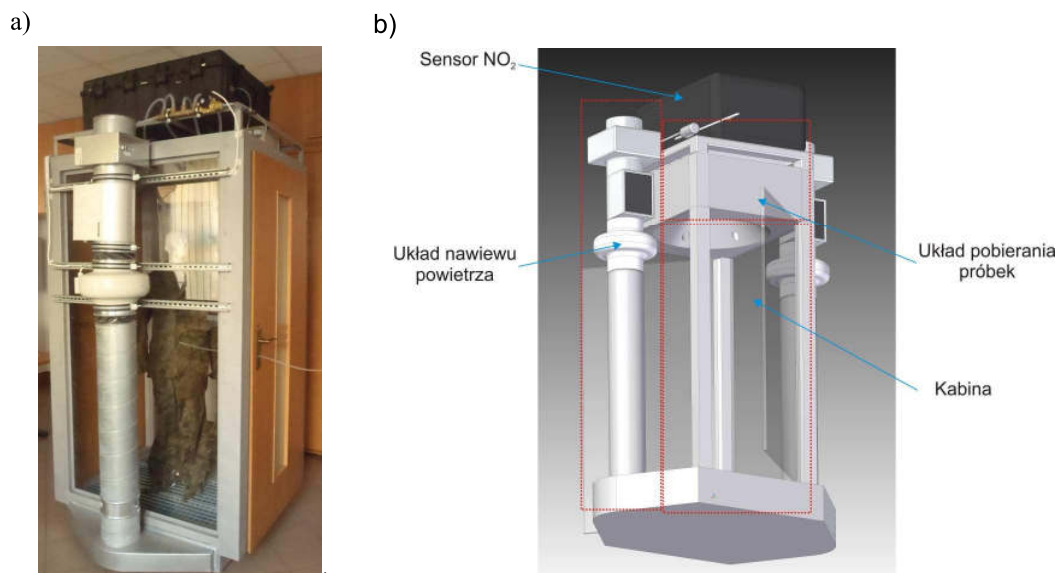 a)
b)
Sensor NO₂
Układ nawiewu
powietrza
Układ pobierania
próbek
Kabina